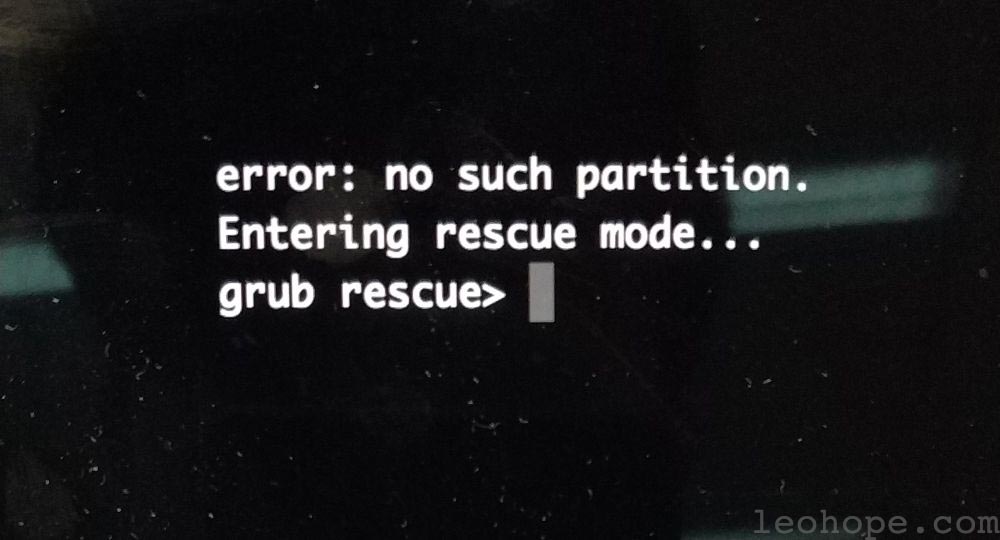 error: no such partition.
Entering rescue mode...
grub rescue>
leohope.com